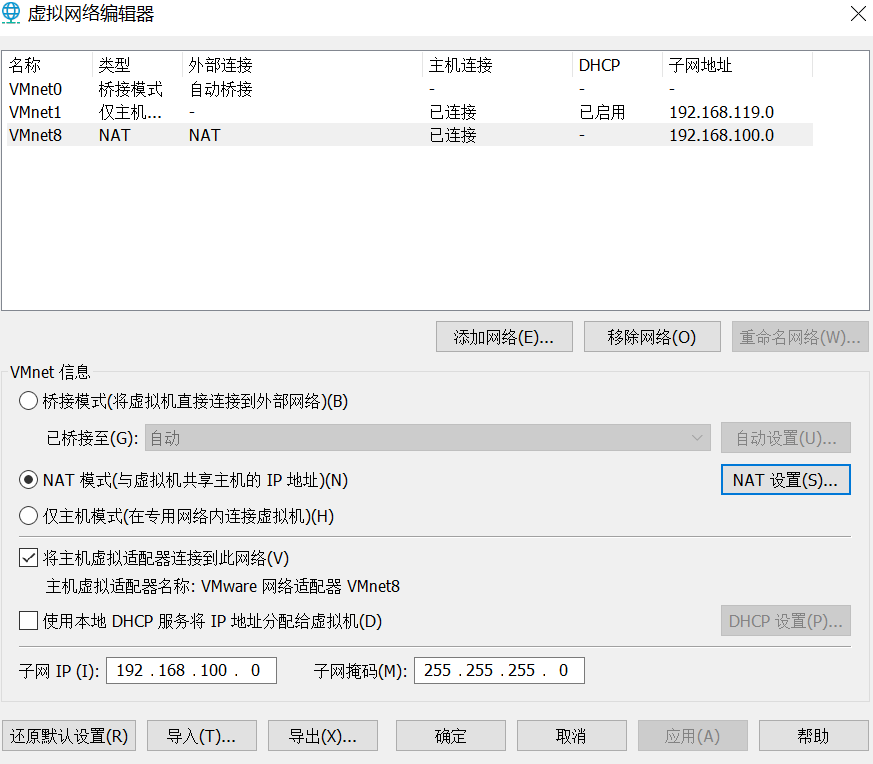 虚拟网络编辑器
名称 类型 外部连接 主机连接 DHCP 子网地址
VMnet0 桥接模式 自动桥接 - - -
VMnet1 仅主机... - 已连接 已启用 192.168.119.0
VMnet8 NAT NAT 已连接 - 192.168.100.0
添加网络(E)... 移除网络(O) 重命名网络(W)...
VMnet 信息
桥接模式(将虚拟机直接连接到外部网络)(B)
已桥接至(G): 自动 自动设置(U)...
NAT 模式(与虚拟机共享主机的 IP 地址)(N) NAT 设置(S)...
仅主机模式(在专用网络内连接虚拟机)(H)
将主机虚拟适配器连接到此网络(V)
主机虚拟适配器名称: VMware 网络适配器 VMnet8
使用本地 DHCP 服务将 IP 地址分配给虚拟机(D) DHCP 设置(P)...
子网 IP (I): 192 . 168 . 100 . 0 子网掩码(M): 255 . 255 . 255 . 0
还原默认设置(R) 导入(T)... 导出(X)... 确定 取消 应用(A) 帮助